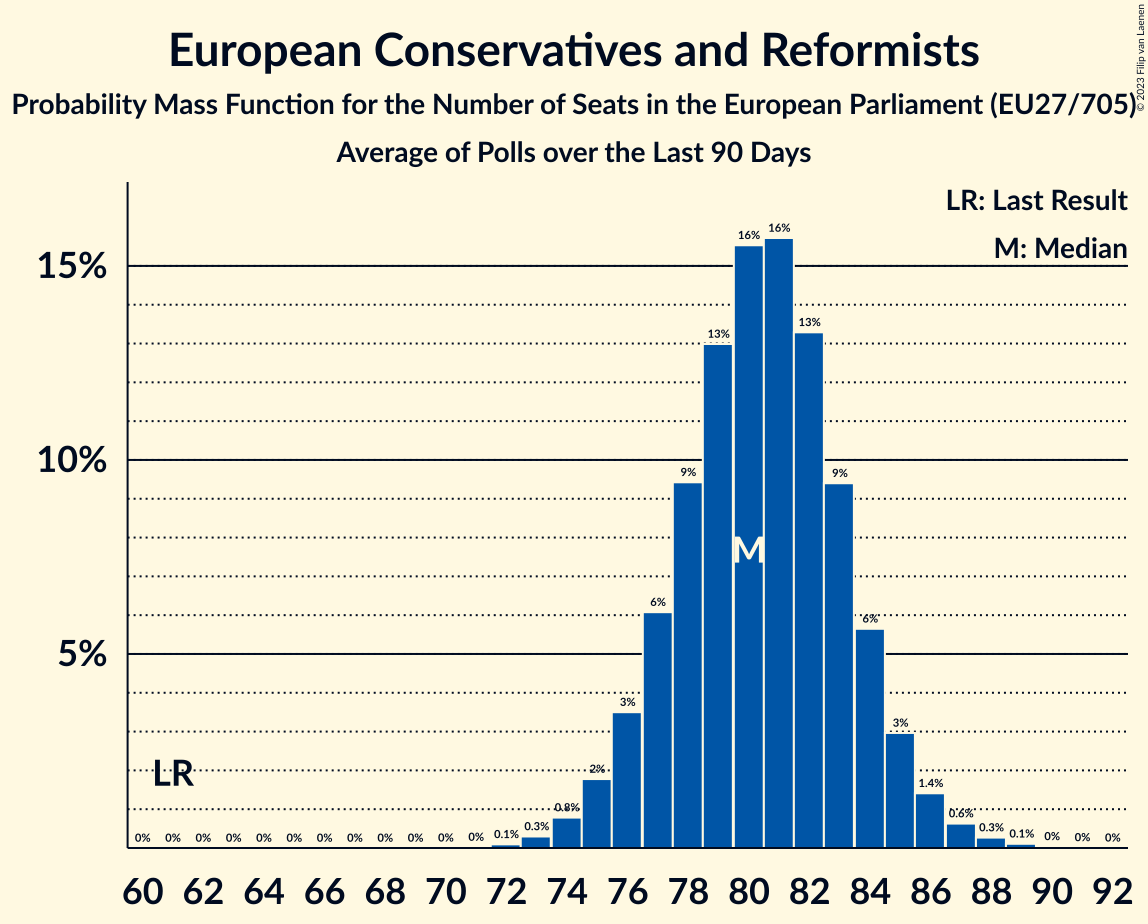 European Conservatives and Reformists
© 2023 Filip van Laenen
Probability Mass Function for the Number of Seats in the European Parliament (EU27/705)
Average of Polls over the Last 90 Days
LR: Last Result
M: Median
15%
10%
5%
0% 0% 0% 0% 0% 0% 0% 0% 0% 0% 0% 0% 0.1% 0.3% 0.8% 2% 3% 6% 9% 13% 16% 16% 13% 9% 6% 3% 1.4% 0.6% 0.3% 0.1% 0% 0% 0%
M
LR
60 62 64 66 68 70 72 74 76 78 80 82 84 86 88 90 92